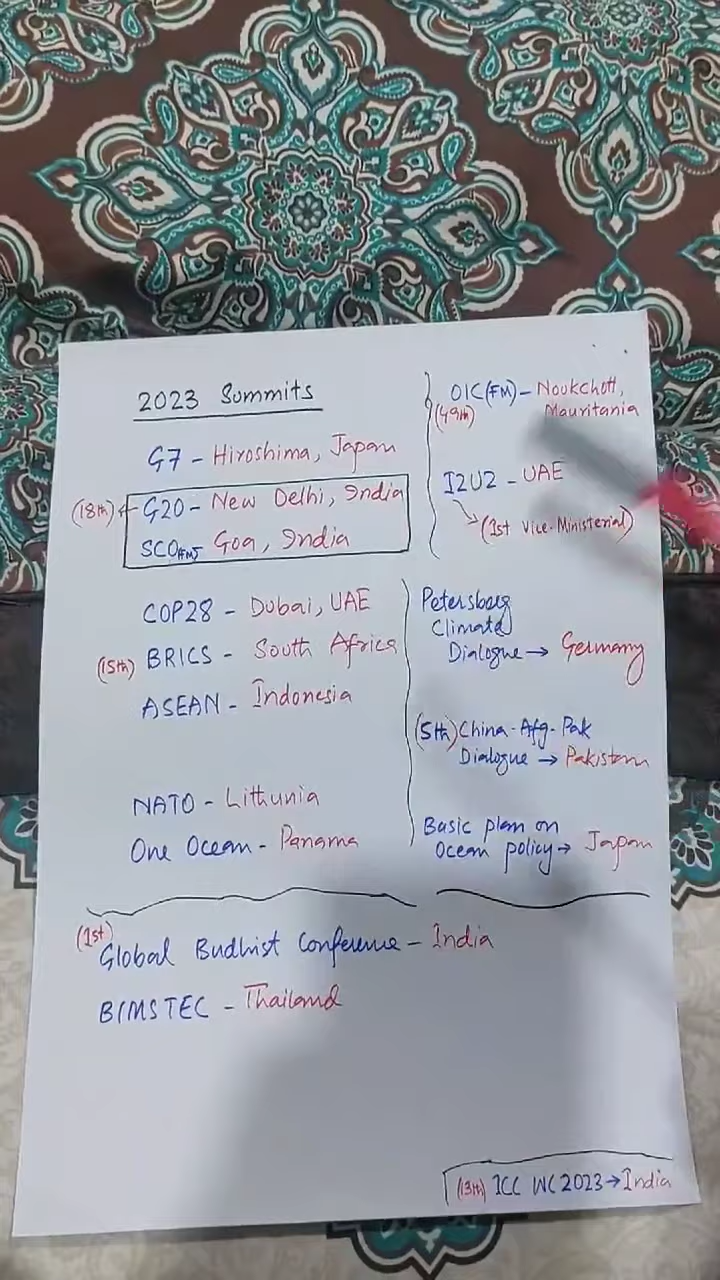 2023 Summits
G7 - Hiroshima, Japan
(18th) G20 - New Delhi, India
SCO(FM) Goa, India
COP28 - Dubai, UAE
(15th) BRICS - South Africa
ASEAN - Indonesia
NATO - Lithunia
One Ocean - Panama
OIC(FM) - Noukchott,
(49th) Mauritania
I2U2 - UAE
(1st Vice-Ministerial)
Petersberg
Climate
Dialogue → Germany
(5th) China-Afg-Pak
Dialogue → Pakistan
Basic plan on
Ocean policy → Japan
(1st)
Global Budhist Conference - India
BIMSTEC - Thailand
(13th) ICC WC 2023 → India